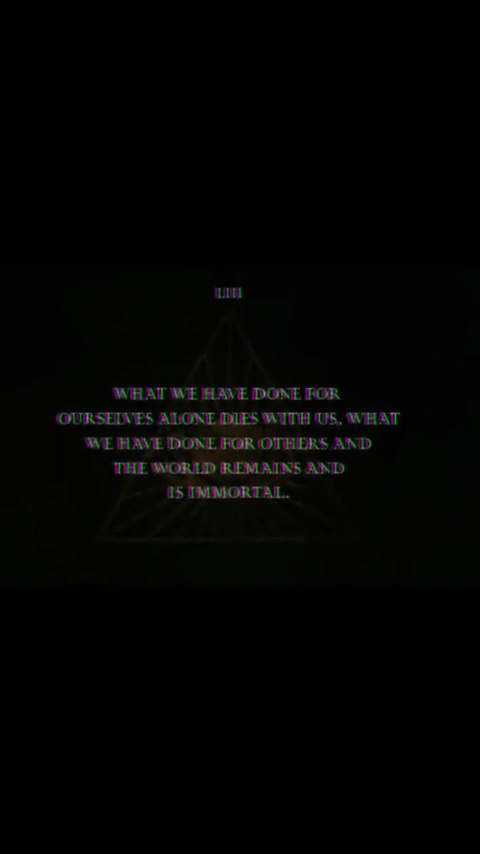 LIII
WHAT WE HAVE DONE FOR
OURSELVES ALONE DIES WITH US, WHAT
WE HAVE DONE FOR OTHERS AND
THE WORLD REMAINS AND
IS IMMORTAL.